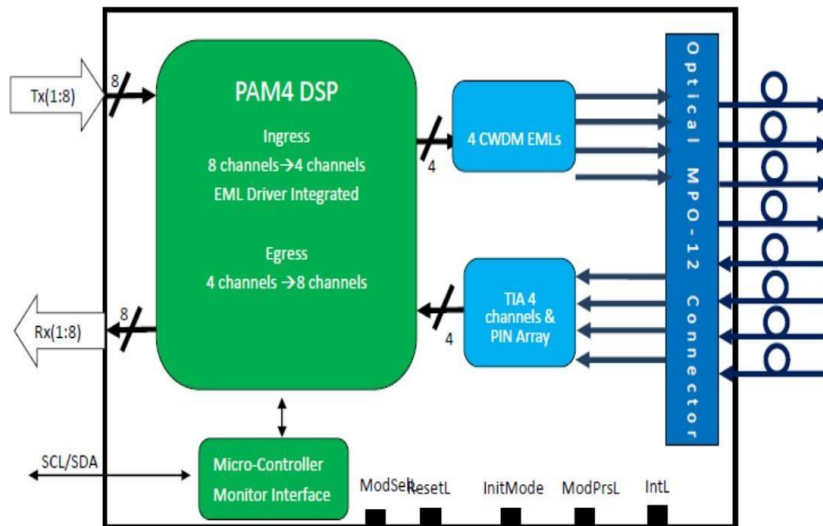 Tx(1:8)
8
PAM4 DSP
Ingress
8 channels→4 channels
EML Driver Integrated
Egress
4 channels →8 channels
4
4 CWDM EMLs
Optical MPO-12 Connector
TIA 4
channels &
PIN Array
4
Rx(1:8)
8
SCL/SDA
Micro-Controller
Monitor Interface
ModSelL
ResetL
InitMode
ModPrsL
IntL